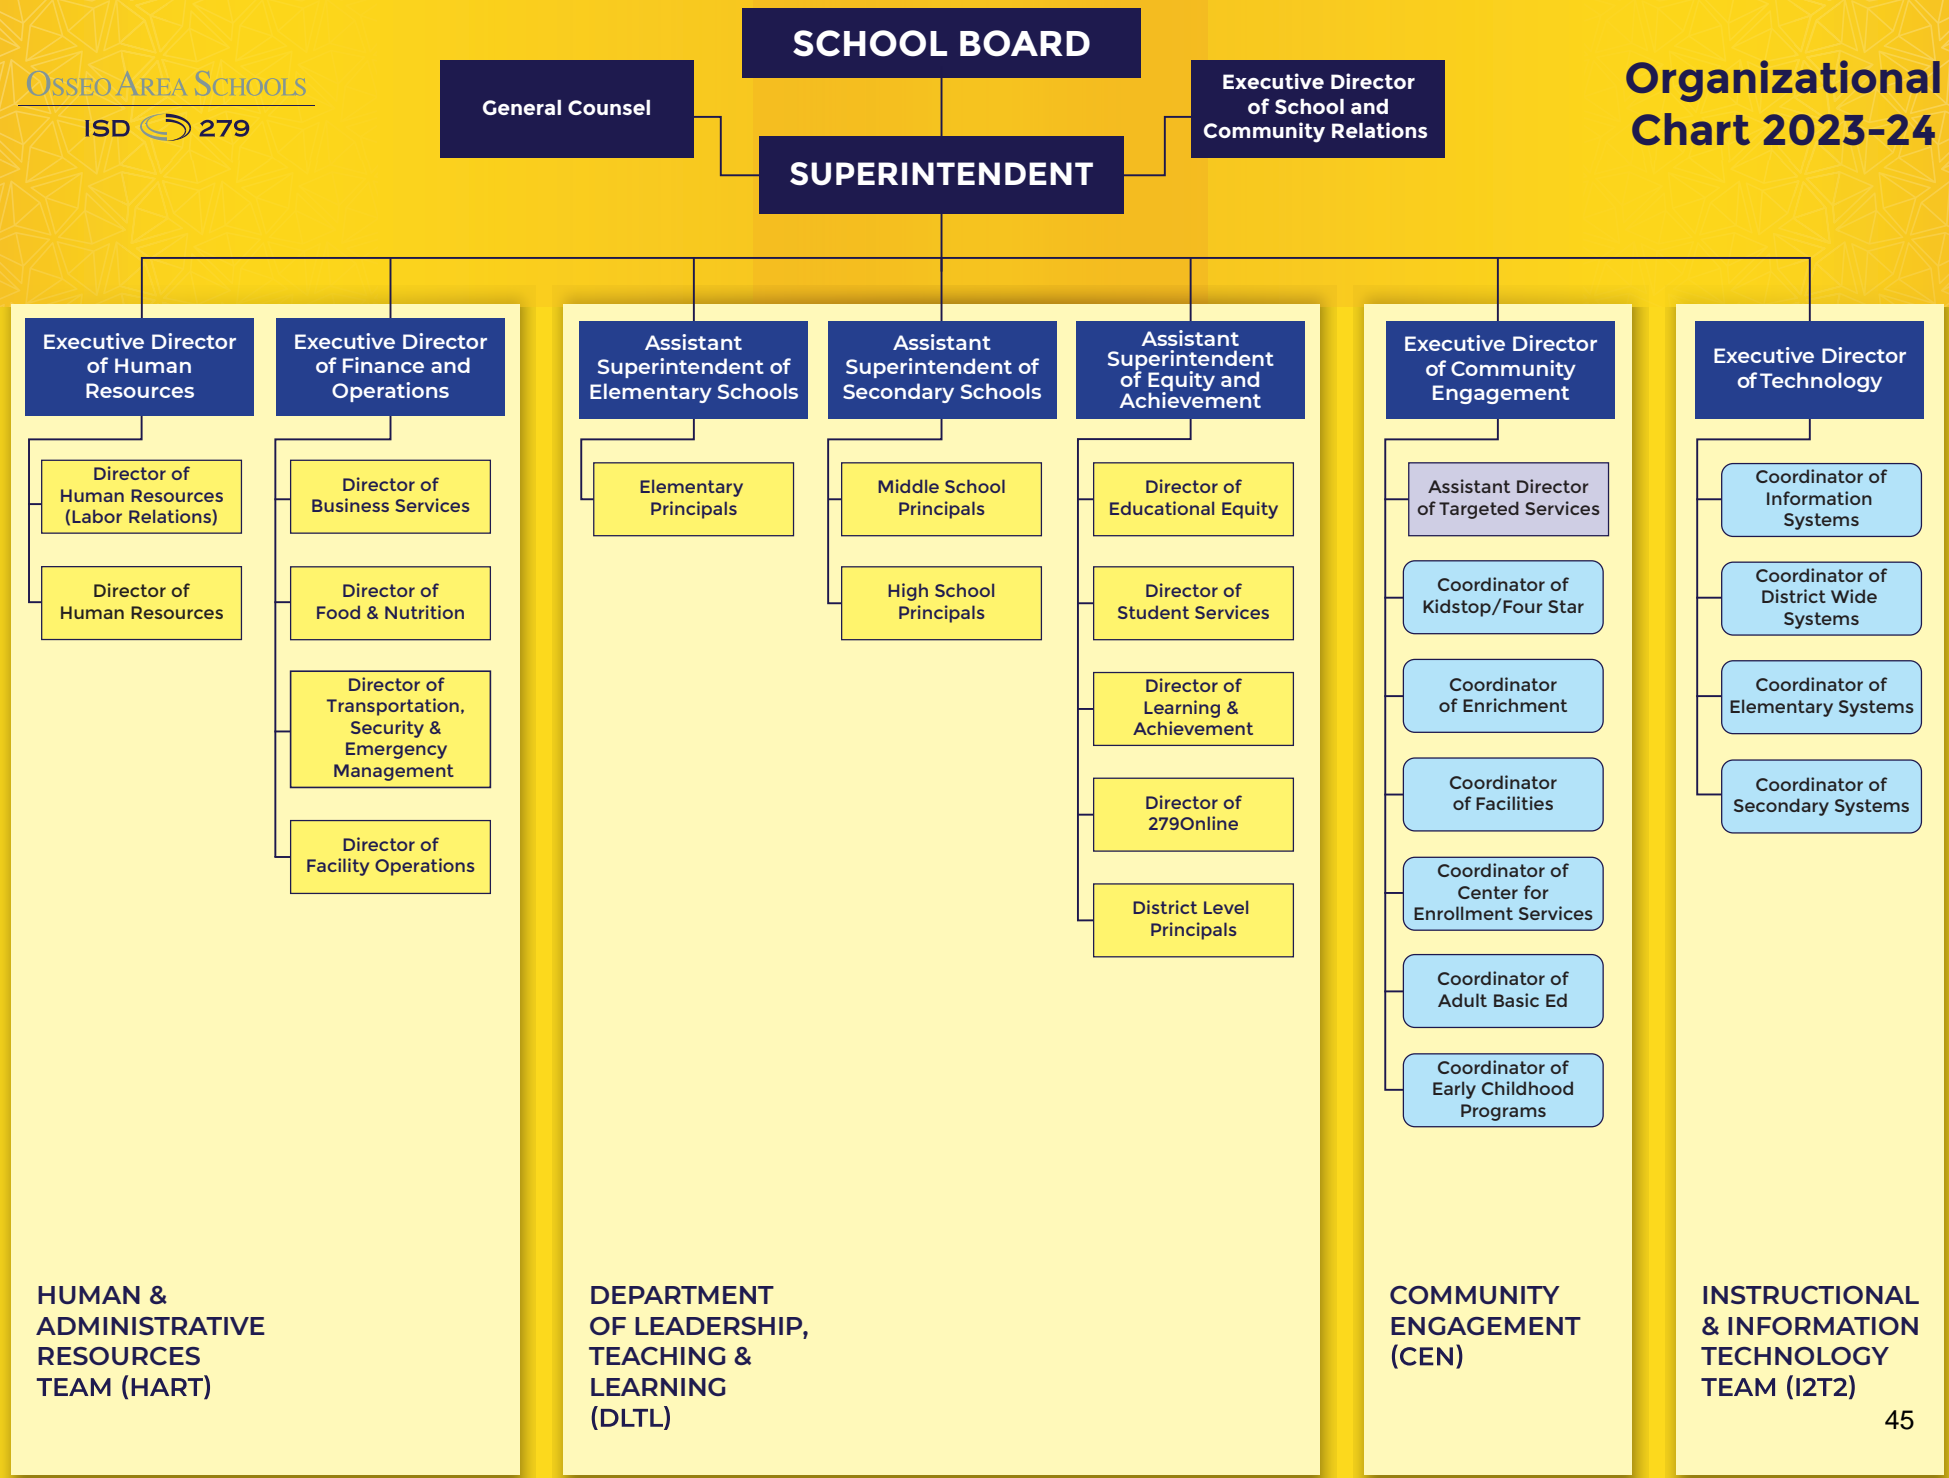 SCHOOL BOARD
OSSEO AREA SCHOOLS
ISD 279
General Counsel
Executive Director
of School and
Community Relations
Organizational
Chart 2023-24
SUPERINTENDENT
Executive Director
of Human
Resources
Director of
Human Resources
(Labor Relations)
Director of
Human Resources
Executive Director
of Finance and
Operations
Director of
Business Services
Director of
Food & Nutrition
Director of
Transportation,
Security &
Emergency
Management
Director of
Facility Operations
HUMAN &
ADMINISTRATIVE
RESOURCES
TEAM (HART)
Assistant
Superintendent of
Elementary Schools
Elementary
Principals
Assistant
Superintendent of
Secondary Schools
Middle School
Principals
High School
Principals
Assistant
Superintendent
of Equity and
Achievement
Director of
Educational Equity
Director of
Student Services
Director of
Learning &
Achievement
Director of
279Online
District Level
Principals
DEPARTMENT
OF LEADERSHIP,
TEACHING &
LEARNING
(DLTL)
Executive Director
of Community
Engagement
Assistant Director
of Targeted Services
Coordinator of
Kidstop/Four Star
Coordinator
of Enrichment
Coordinator
of Facilities
Coordinator of
Center for
Enrollment Services
Coordinator of
Adult Basic Ed
Coordinator of
Early Childhood
Programs
COMMUNITY
ENGAGEMENT
(CEN)
Executive Director
of Technology
Coordinator of
Information
Systems
Coordinator of
District Wide
Systems
Coordinator of
Elementary Systems
Coordinator of
Secondary Systems
INSTRUCTIONAL
& INFORMATION
TECHNOLOGY
TEAM (I2T2)
45